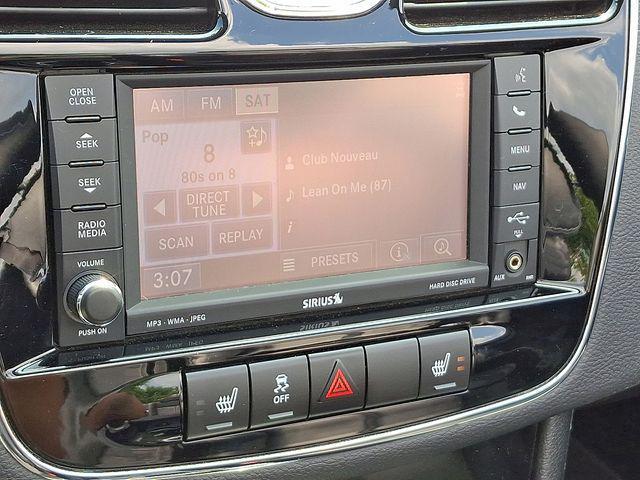 OPEN
CLOSE
SEEK
SEEK
RADIO
MEDIA
VOLUME
PUSH ON
AM FM SAT
Pop
8
80s on 8
DIRECT
TUNE
SCAN REPLAY
3:07
Club Nouveau
Lean On Me (87)
i
PRESETS
i
MENU
NAV
PULL
AUX
MP3 · WMA · JPEG
SIRIUS
HARD DISC DRIVE
OFF